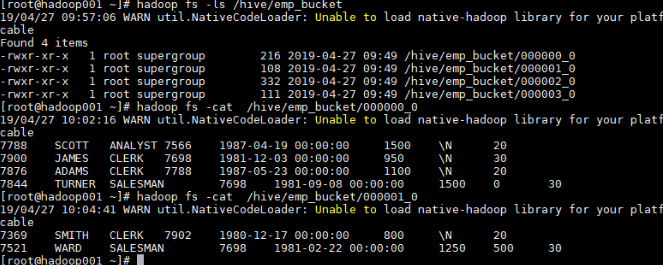 [root@hadoop001 ~]# hadoop fs -ls /hive/emp_bucket
19/04/27 09:57:06 WARN util.NativeCodeLoader: Unable to load native-hadoop library for your platf
cable
Found 4 items
-rwxr-xr-x   1 root supergroup        216 2019-04-27 09:49 /hive/emp_bucket/000000_0
-rwxr-xr-x   1 root supergroup        108 2019-04-27 09:49 /hive/emp_bucket/000001_0
-rwxr-xr-x   1 root supergroup        332 2019-04-27 09:49 /hive/emp_bucket/000002_0
-rwxr-xr-x   1 root supergroup        111 2019-04-27 09:49 /hive/emp_bucket/000003_0
[root@hadoop001 ~]# hadoop fs -cat  /hive/emp_bucket/000000_0
19/04/27 10:02:16 WARN util.NativeCodeLoader: Unable to load native-hadoop library for your platf
cable
7788    SCOTT   ANALYST 7566    1987-04-19 00:00:00     1500    \N      20
7900    JAMES   CLERK   7698    1981-12-03 00:00:00     950     \N      30
7876    ADAMS   CLERK   7788    1987-05-23 00:00:00     1100    \N      20
7844    TURNER  SALESMAN        7698    1981-09-08 00:00:00     1500    0       30
[root@hadoop001 ~]# hadoop fs -cat  /hive/emp_bucket/000001_0
19/04/27 10:04:41 WARN util.NativeCodeLoader: Unable to load native-hadoop library for your platf
cable
7369    SMITH   CLERK   7902    1980-12-17 00:00:00     800     \N      20
7521    WARD    SALESMAN        7698    1981-02-22 00:00:00     1250    500     30
[root@hadoop001 ~]#